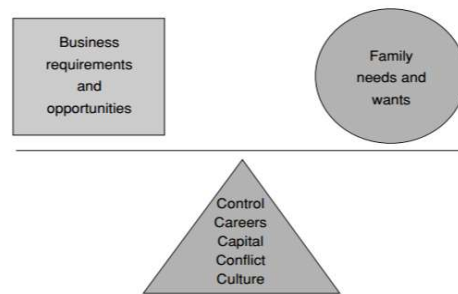 Business
requirements
and
opportunities
Family
needs and
wants
Control
Careers
Capital
Conflict
Culture